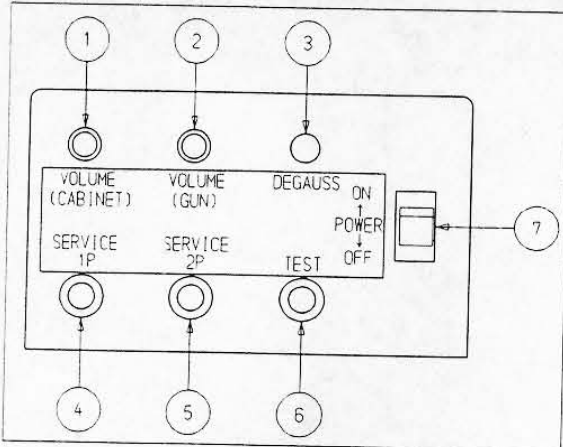 1 2 3
VOLUME (CABINET)
VOLUME (GUN)
DEGAUSS
ON
POWER
OFF
7
SERVICE 1P
SERVICE 2P
TEST
4 5 6